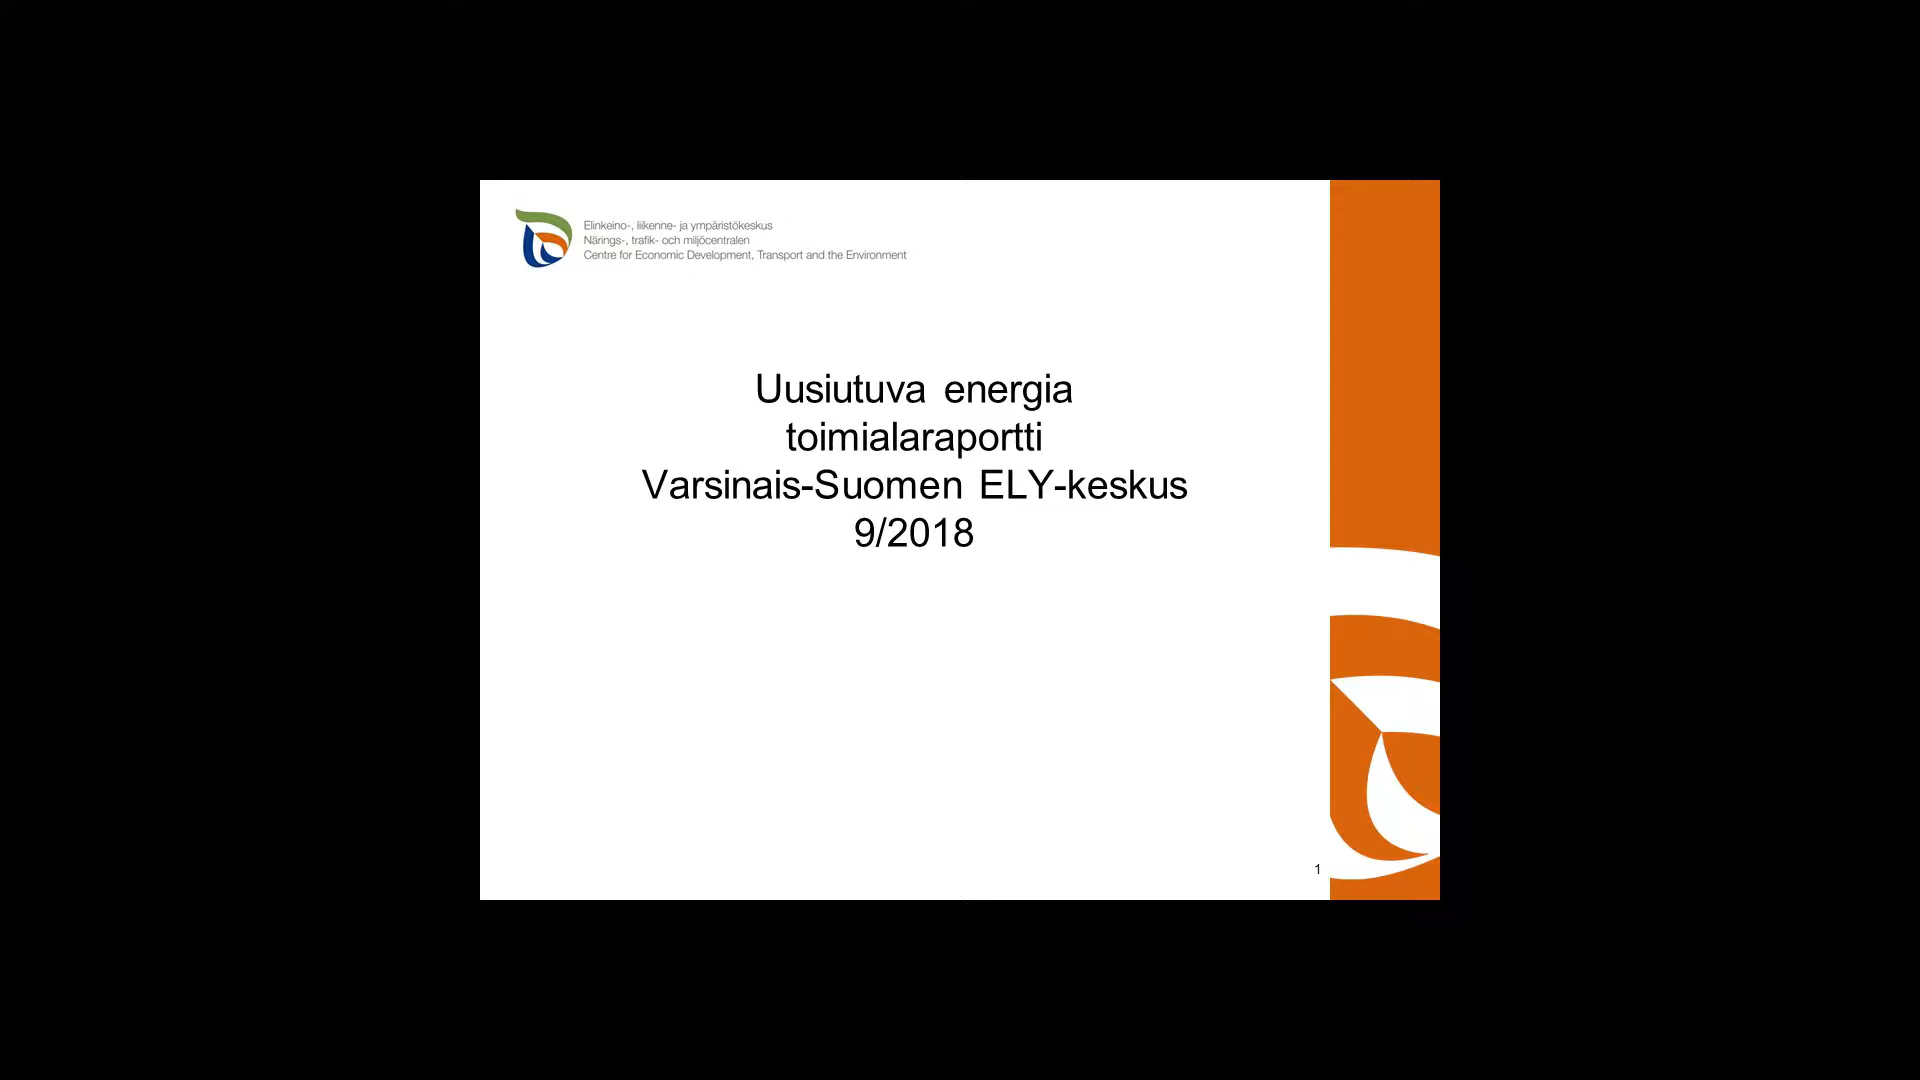 Elinkeino-, liikenne- ja ympäristökeskus
Närings-, trafik- och miljöcentralen
Centre for Economic Development, Transport and the Environment
Uusiutuva energia
toimialaraportti
Varsinais-Suomen ELY-keskus
9/2018
1